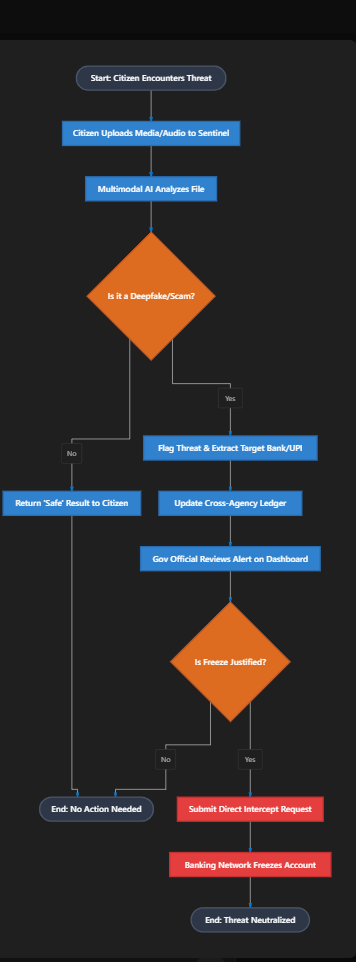 Start: Citizen Encounters Threat
Citizen Uploads Media/Audio to Sentinel
Multimodal AI Analyzes File
Is it a Deepfake/Scam?
Yes
Flag Threat & Extract Target Bank/UPI
No
Return 'Safe' Result to Citizen
Update Cross-Agency Ledger
Gov Official Reviews Alert on Dashboard
Is Freeze Justified?
No
Yes
End: No Action Needed
Submit Direct Intercept Request
Banking Network Freezes Account
End: Threat Neutralized